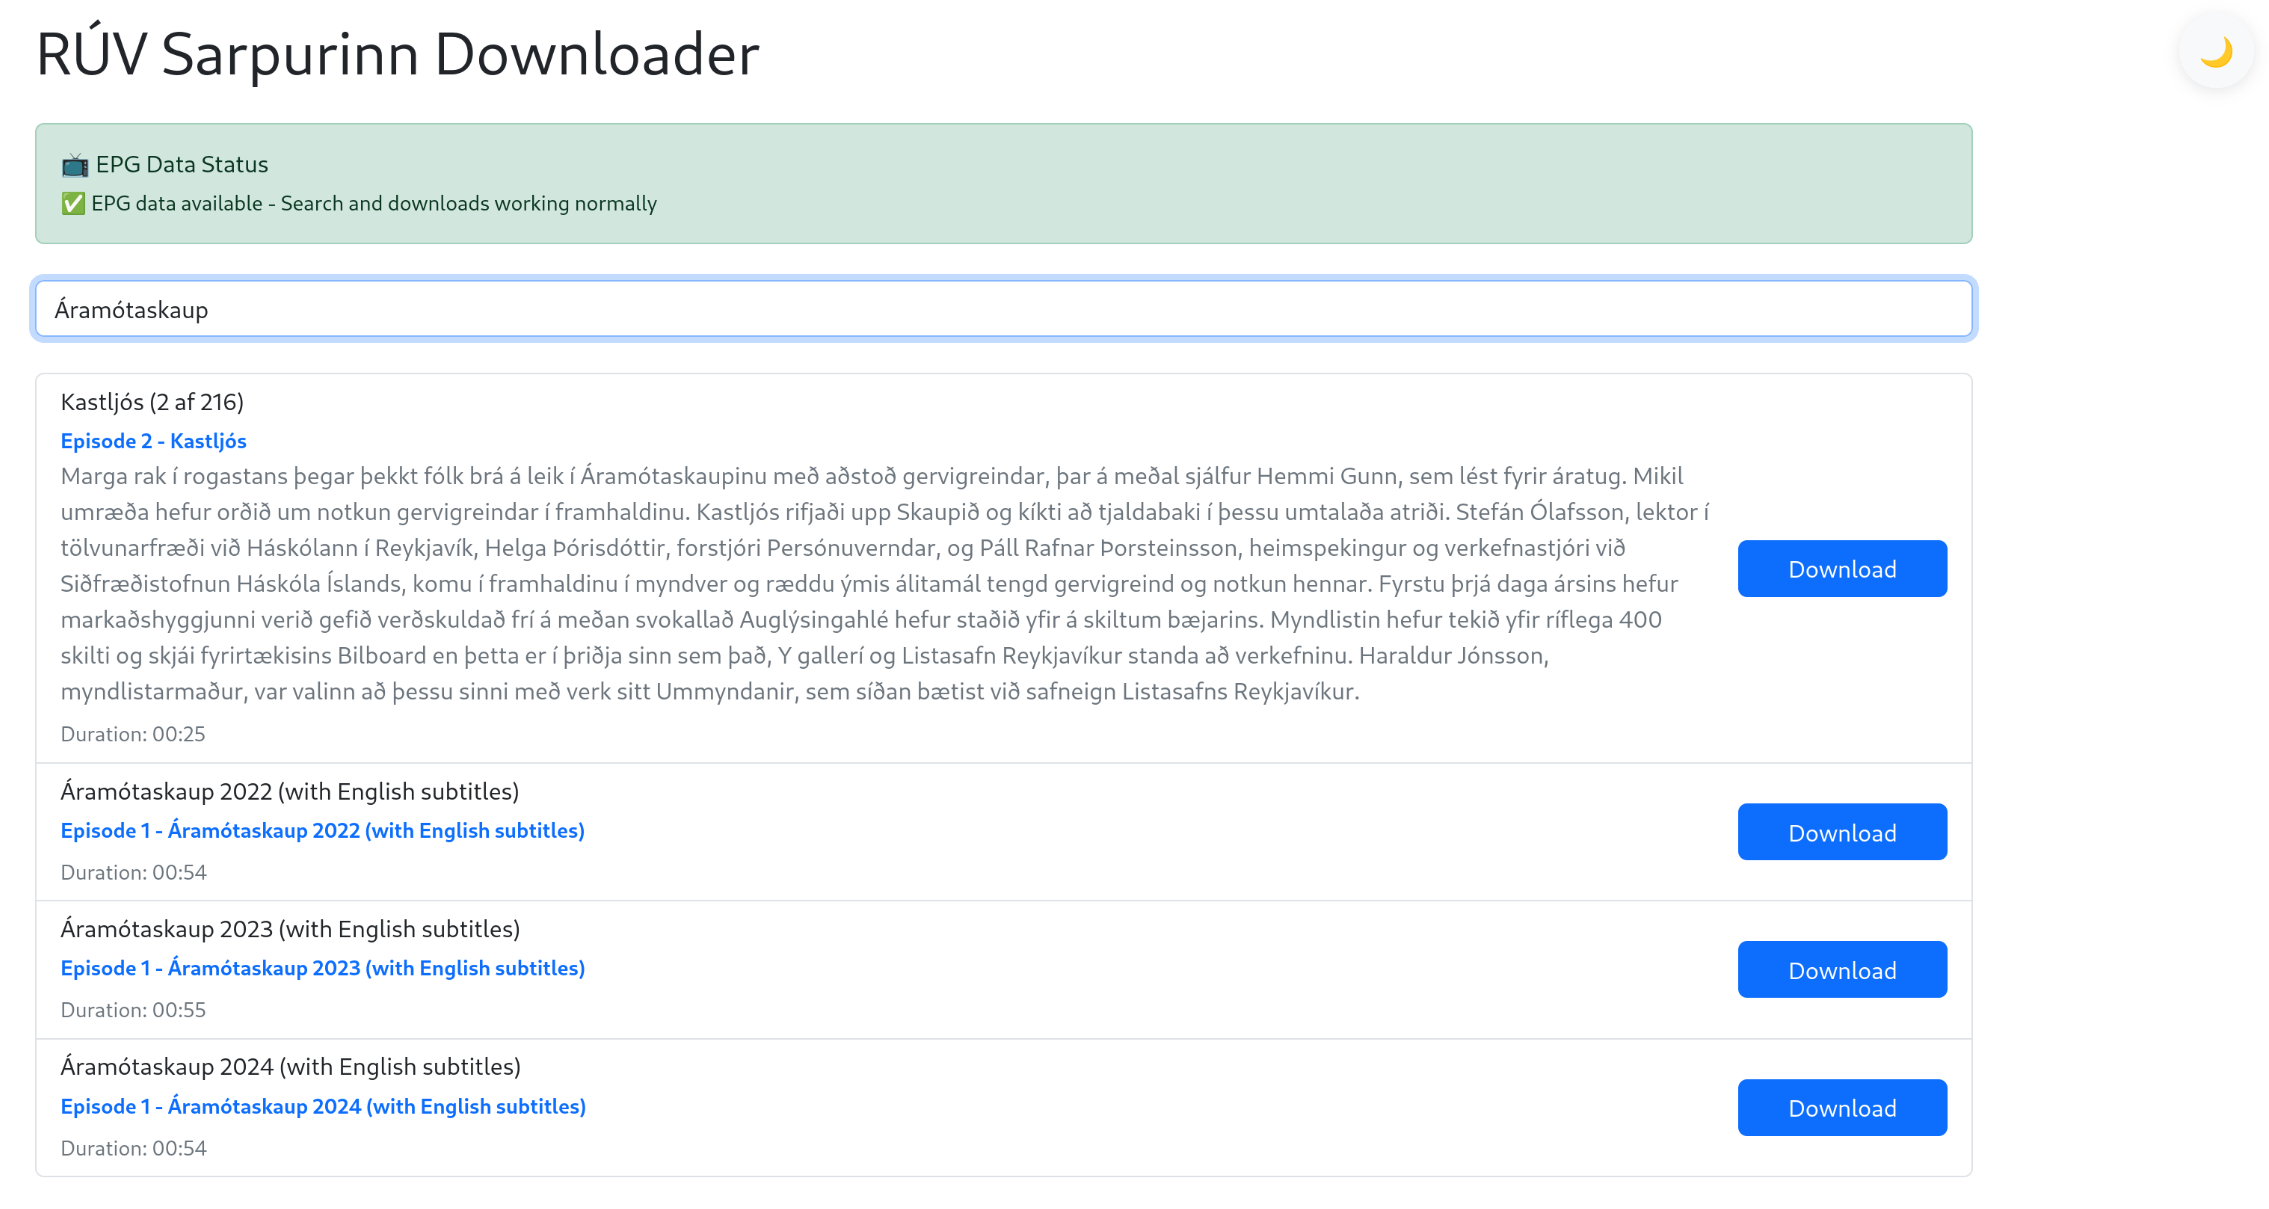 RÚV Sarpurinn Downloader
🌙
📺 EPG Data Status
✅ EPG data available - Search and downloads working normally
Áramótaskaup
Kastljós (2 af 216)
Episode 2 - Kastljós
Marga rak í rogastans þegar þekkt fólk brá á leik í Áramótaskaupinu með aðstoð gervigreindar, þar á meðal sjálfur Hemmi Gunn, sem lést fyrir áratug. Mikil
umræða hefur orðið um notkun gervigreindar í framhaldinu. Kastljós rifjaði upp Skaupið og kíkti að tjaldabaki í þessu umtalaða atriði. Stefán Ólafsson, lektor í
tölvunarfræði við Háskólann í Reykjavík, Helga Þórisdóttir, forstjóri Persónuverndar, og Páll Rafnar Þorsteinsson, heimspekingur og verkefnastjóri við
Siðfræðistofnun Háskóla Íslands, komu í framhaldinu í myndver og ræddu ýmis álitamál tengd gervigreind og notkun hennar. Fyrstu þrjá daga ársins hefur
markaðshyggjunni verið gefið verðskuldað frí á meðan svokallað Auglýsingahlé hefur staðið yfir á skiltum bæjarins. Myndlistin hefur tekið yfir ríflega 400
skilti og skjái fyrirtækisins Bilboard en þetta er í þriðja sinn sem það, Y gallerí og Listasafn Reykjavíkur standa að verkefninu. Haraldur Jónsson,
myndlistarmaður, var valinn að þessu sinni með verk sitt Ummyndanir, sem síðan bætist við safneign Listasafns Reykjavíkur.
Duration: 00:25
Download
Áramótaskaup 2022 (with English subtitles)
Episode 1 - Áramótaskaup 2022 (with English subtitles)
Duration: 00:54
Download
Áramótaskaup 2023 (with English subtitles)
Episode 1 - Áramótaskaup 2023 (with English subtitles)
Duration: 00:55
Download
Áramótaskaup 2024 (with English subtitles)
Episode 1 - Áramótaskaup 2024 (with English subtitles)
Duration: 00:54
Download